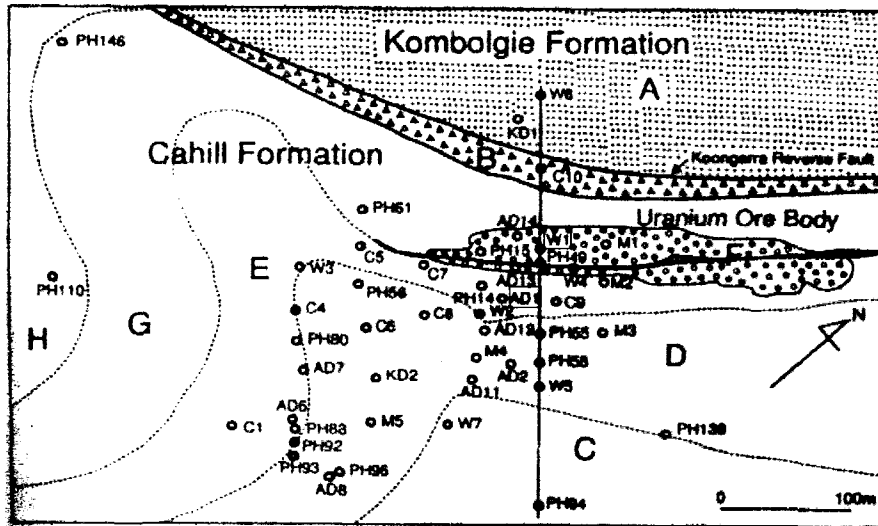 Kombolgie Formation
PH146
A
W6
KD1
Cahill Formation
B
Koongarra Reverse Fault
C10
PH61
Uranium Ore Body
AD14
W1
M1
C5
PH15
PH49
F
E
W3
C7
W4
M2
PH110
PH56
AD13
PH14
AD1
C9
C4
C8
W2
N
H
G
C6
AD12
PH55
M3
PH80
D
M4
AD7
KD2
AD2
PH58
AD11
W5
AD6
C1
PH83
M5
W7
PH139
PH92
C
PH93
PH96
AD8
PH84
0
100m